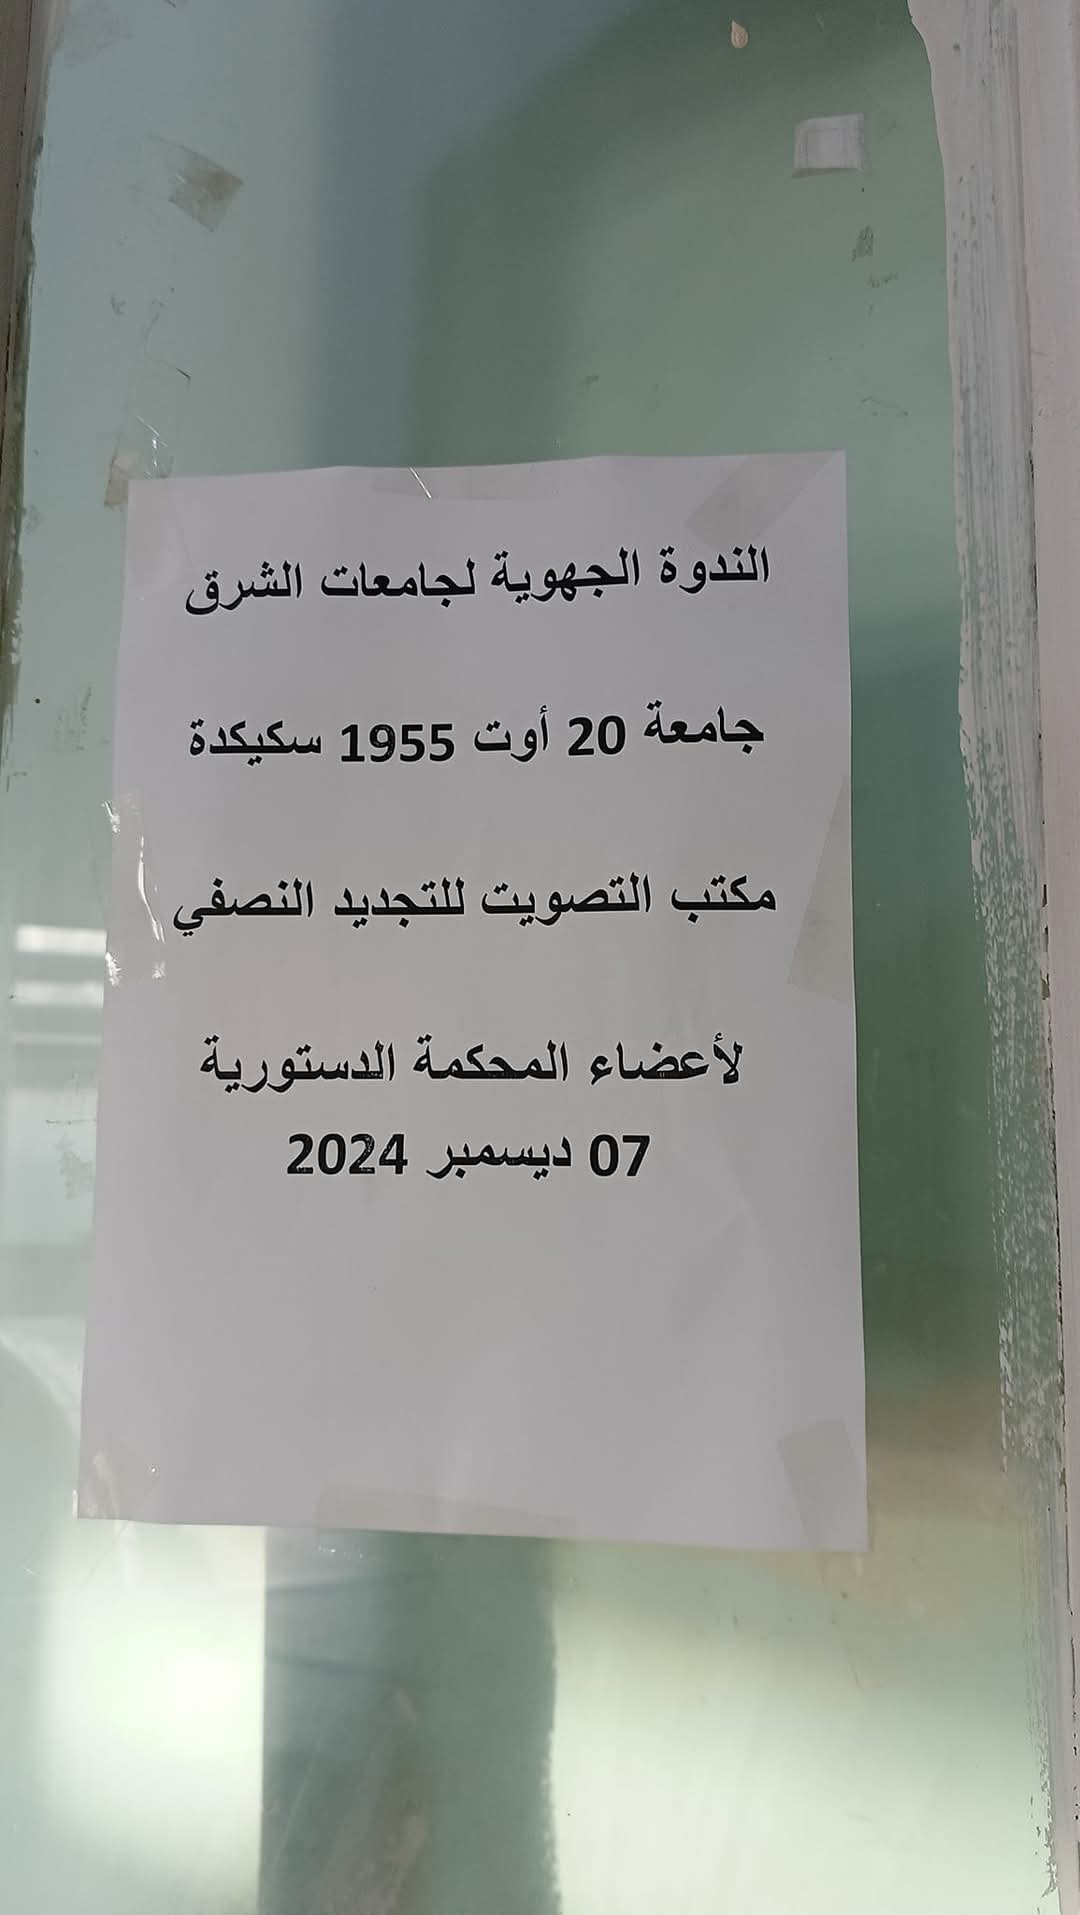 الندوة الجهوية لجامعات الشرق
جامعة 20 أوت 1955 سكيكدة
مكتب التصويت للتجديد النصفي
لأعضاء المحكمة الدستورية
07 ديسمبر 2024